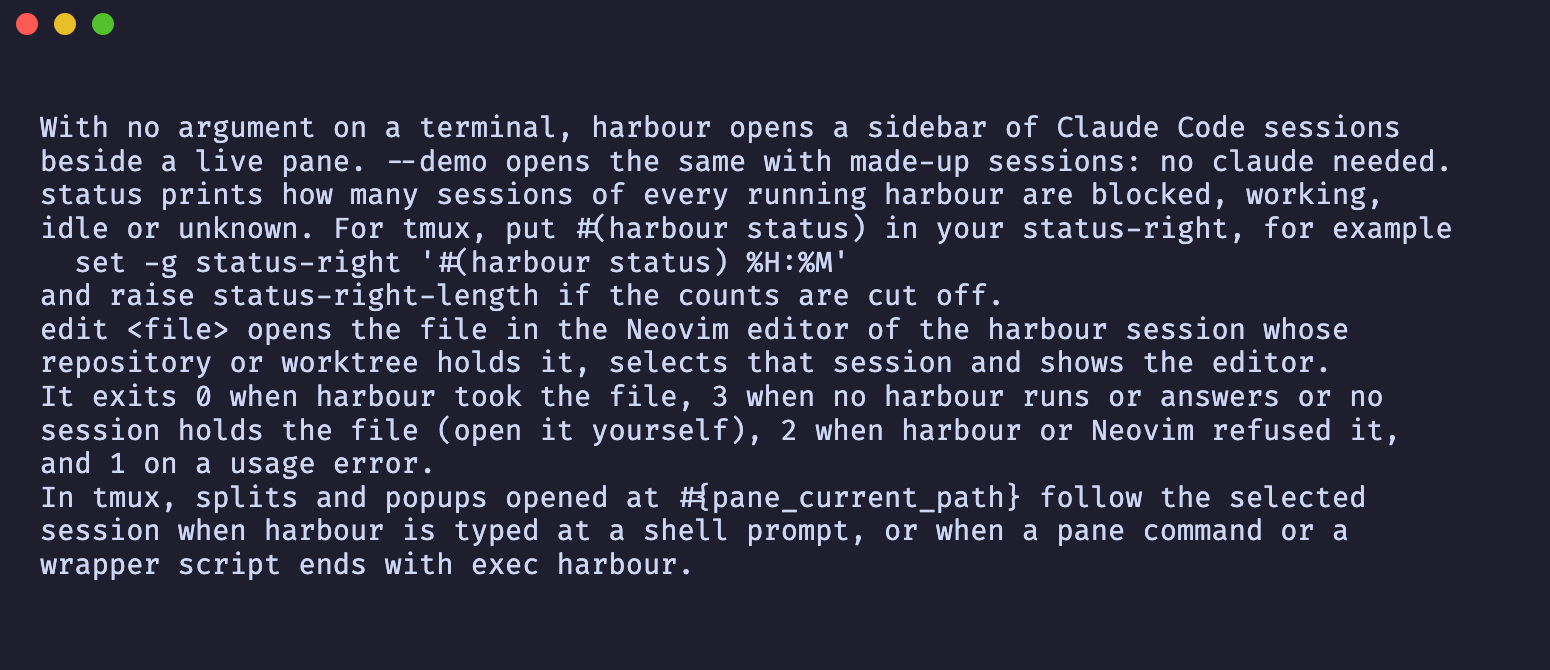 With no argument on a terminal, harbour opens a sidebar of Claude Code sessions
beside a live pane. --demo opens the same with made-up sessions: no claude needed.
status prints how many sessions of every running harbour are blocked, working,
idle or unknown. For tmux, put #(harbour status) in your status-right, for example
  set -g status-right '#(harbour status) %H:%M'
and raise status-right-length if the counts are cut off.
edit <file> opens the file in the Neovim editor of the harbour session whose
repository or worktree holds it, selects that session and shows the editor.
It exits 0 when harbour took the file, 3 when no harbour runs or answers or no
session holds the file (open it yourself), 2 when harbour or Neovim refused it,
and 1 on a usage error.
In tmux, splits and popups opened at #{pane_current_path} follow the selected
session when harbour is typed at a shell prompt, or when a pane command or a
wrapper script ends with exec harbour.